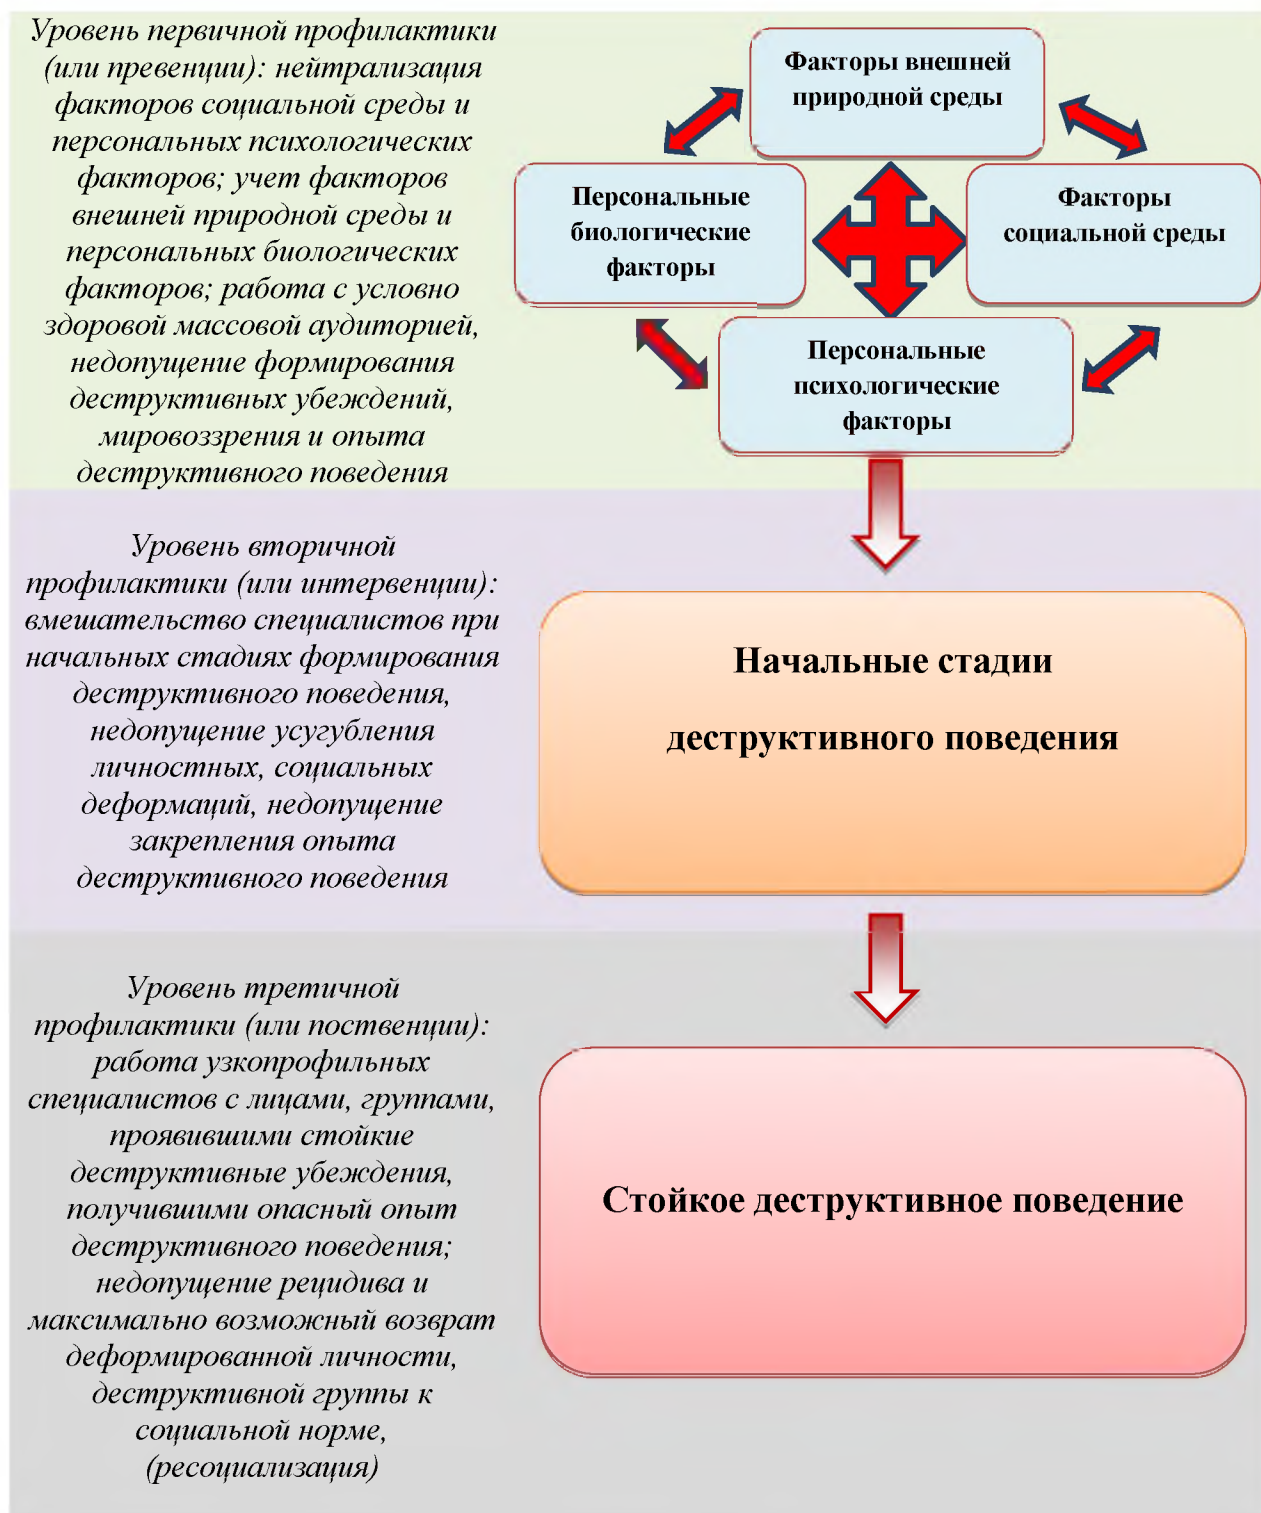 Уровень первичной профилактики
(или превенции): нейтрализация
факторов социальной среды и
персональных психологических
факторов; учет факторов
внешней природной среды и
персональных биологических
факторов; работа с условно
здоровой массовой аудиторией,
недопущение формирования
деструктивных убеждений,
мировоззрения и опыта
деструктивного поведения
Факторы внешней
природной среды
Персональные
биологические
факторы
Факторы
социальной среды
Персональные
психологические
факторы
Уровень вторичной
профилактики (или интервенции):
вмешательство специалистов при
начальных стадиях формирования
деструктивного поведения,
недопущение усугубления
личностных, социальных
деформаций, недопущение
закрепления опыта
деструктивного поведения
Начальные стадии
деструктивного поведения
Уровень третичной
профилактики (или поственции):
работа узкопрофильных
специалистов с лицами, группами,
проявившими стойкие
деструктивные убеждения,
получившими опасный опыт
деструктивного поведения;
недопущение рецидива и
максимально возможный возврат
деформированной личности,
деструктивной группы к
социальной норме,
(ресоциализация)
Стойкое деструктивное поведение